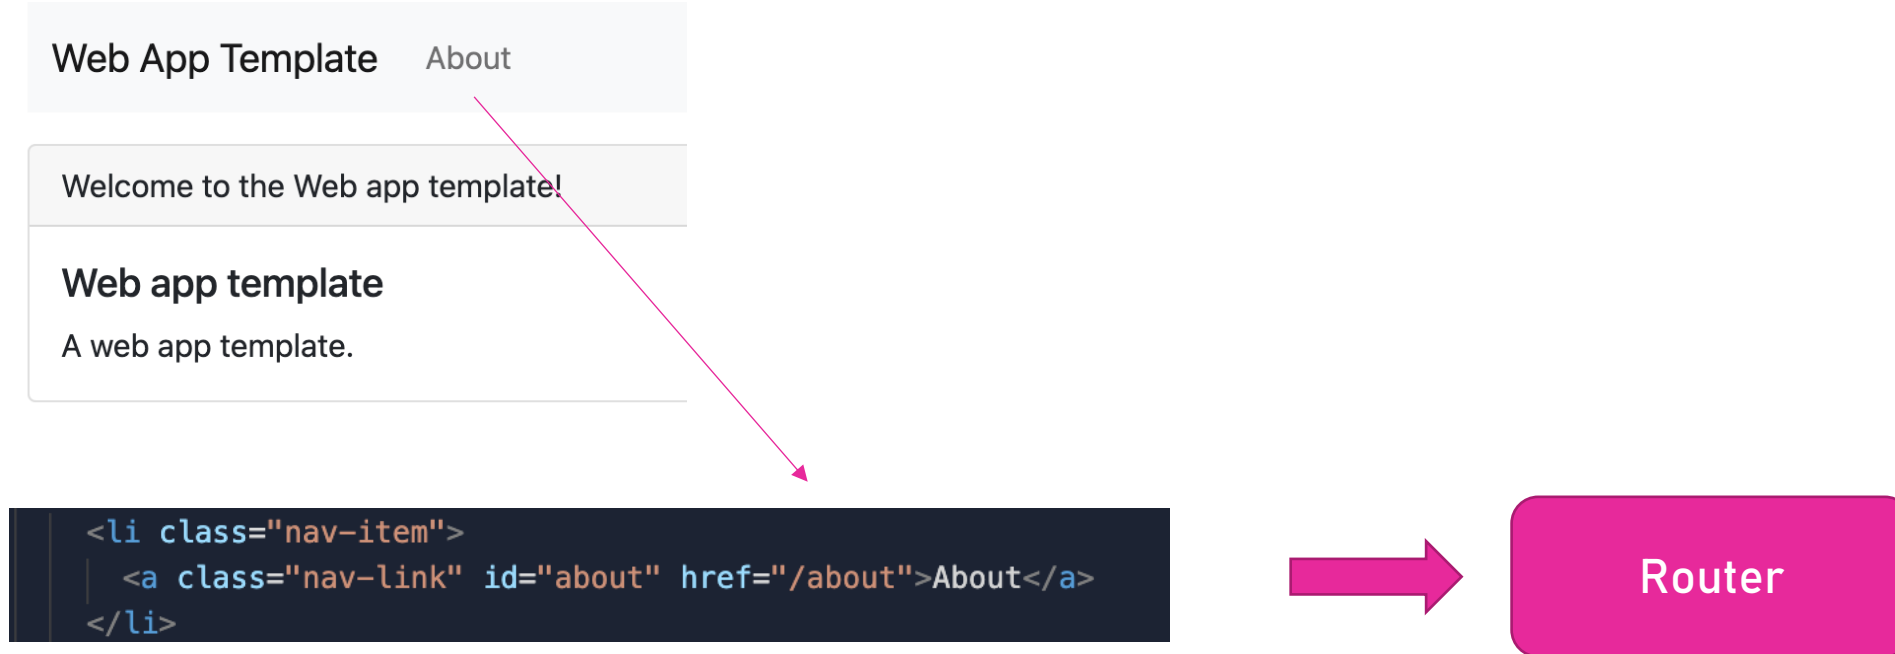 Web App Template About
Welcome to the Web app template!
Web app template
A web app template.
<li class="nav-item">
<a class="nav-link" id="about" href="/about">About</a>
</li>
Router